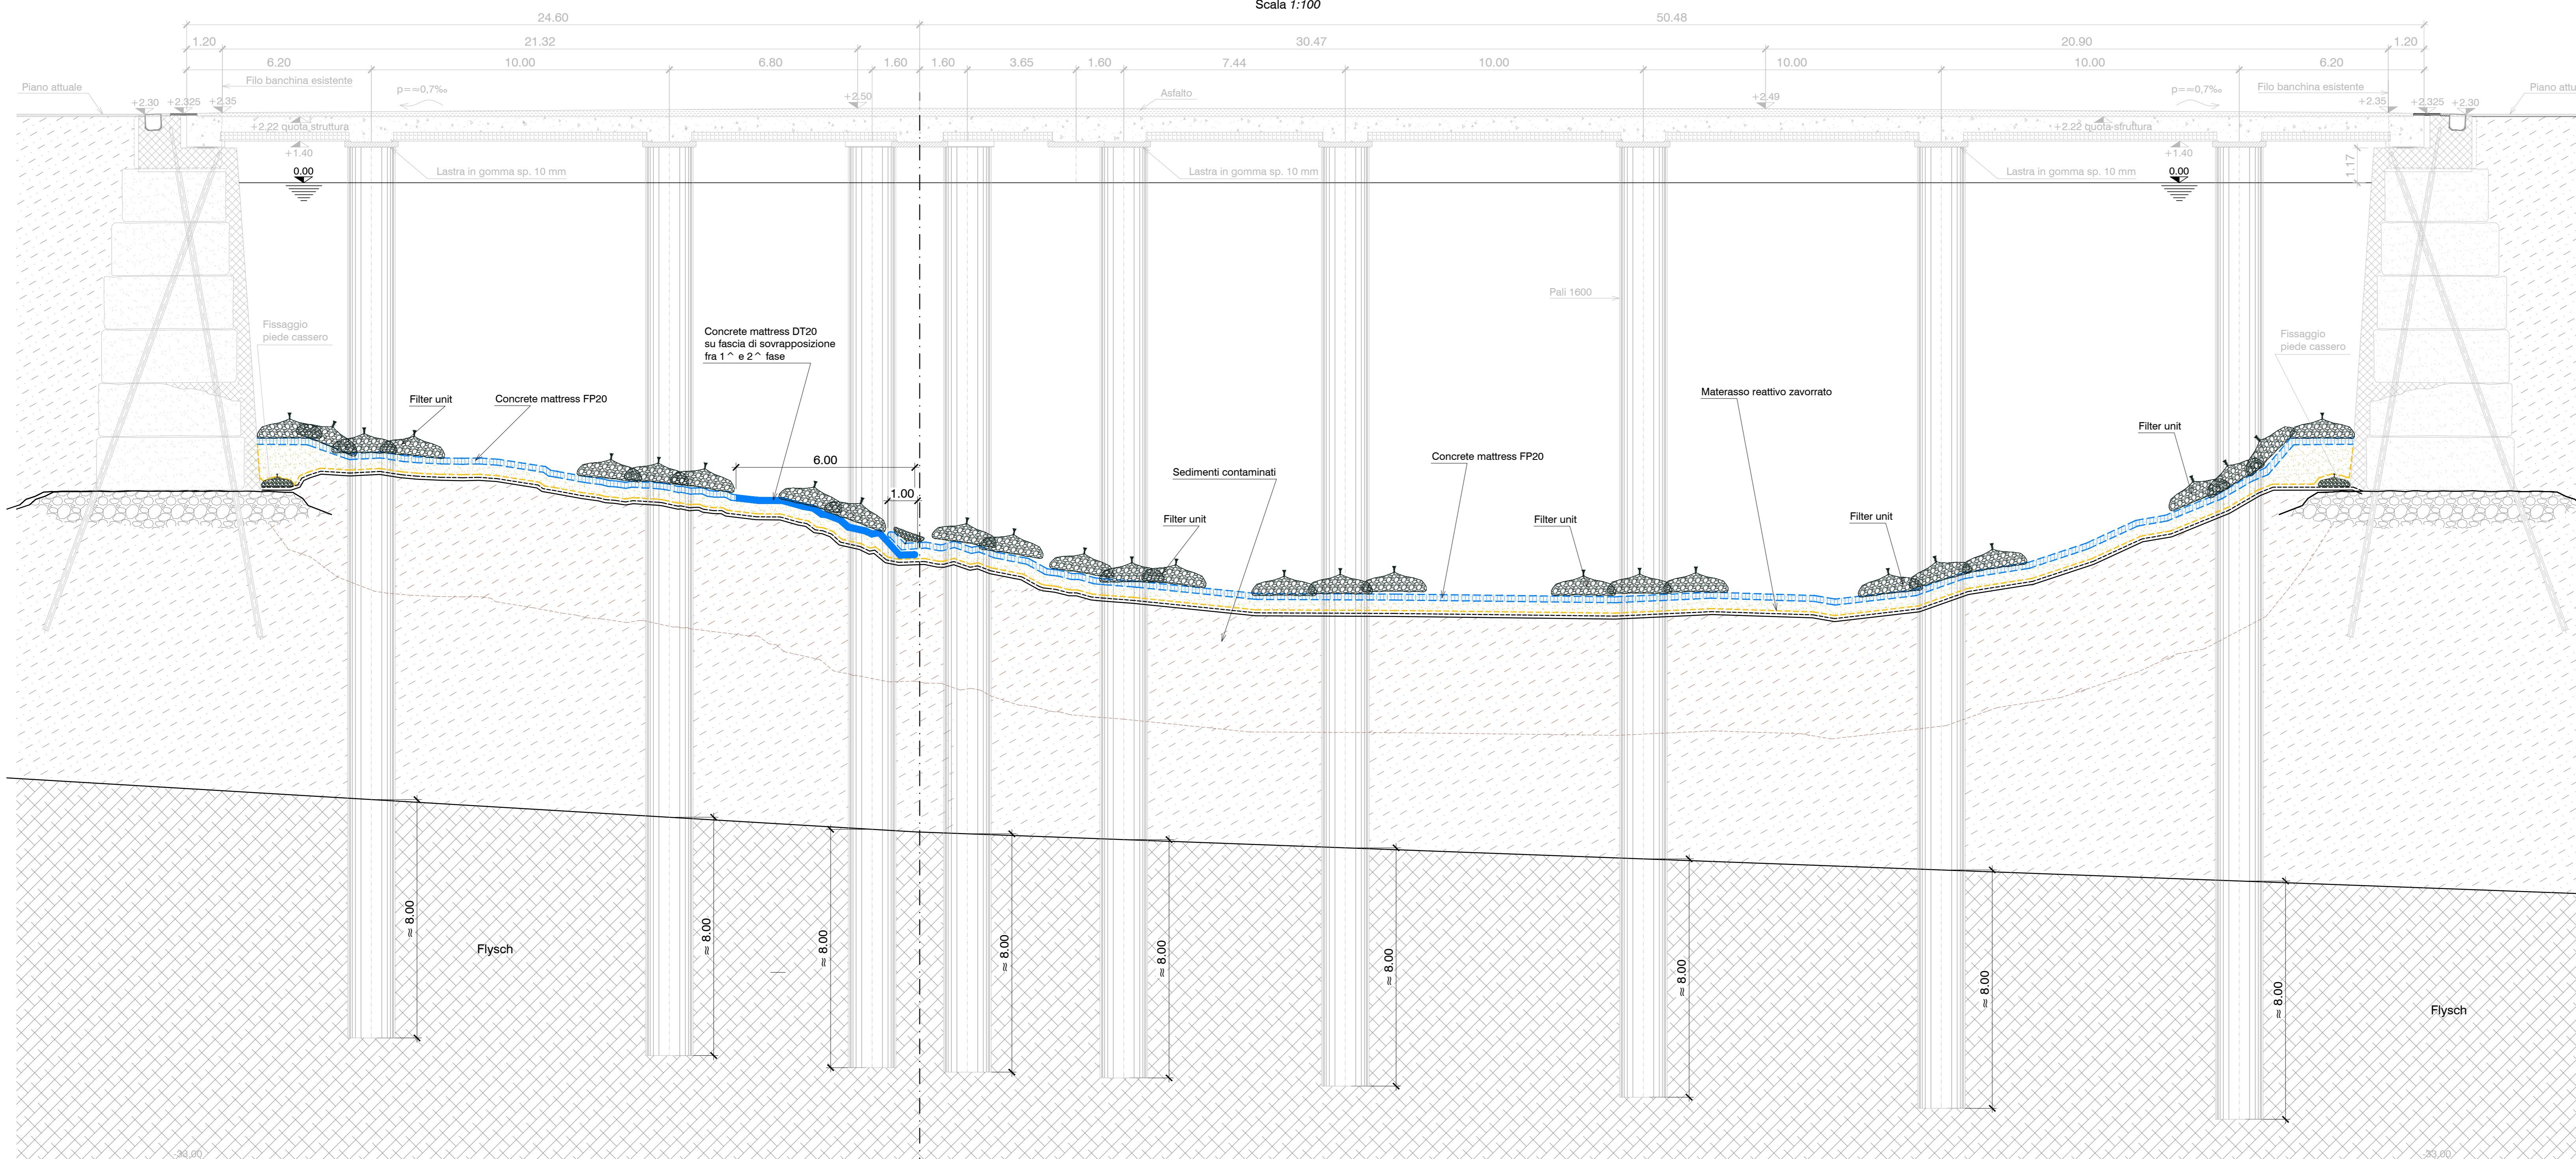 Scala 1:100
24.60 50.48
1.20 21.32 30.47 20.90 1.20
6.20 10.00 6.80 1.60 1.60 3.65 1.60 7.44 10.00 10.00 10.00 6.20
Piano attuale
Filo banchina esistente
p==0,7‰
Asfalto
p==0,7‰
Filo banchina esistente
Piano attu
+2.30 +2.325 +2.35
+2.50
+2.49
+2.35 +2.325 +2.30
+2.22 quota struttura
+2.22 quota struttura
+1.40
+1.40
1.17
0.00
Lastra in gomma sp. 10 mm
Lastra in gomma sp. 10 mm
Lastra in gomma sp. 10 mm
0.00
Pali 1600
Fissaggio
piede cassero
Concrete mattress DT20
su fascia di sovrapposizione
fra 1^ e 2^ fase
Fissaggio
piede cassero
Filter unit
Concrete mattress FP20
Materasso reattivo zavorrato
Filter unit
6.00
Concrete mattress FP20
Sedimenti contaminati
1.00
Filter unit
Filter unit
Filter unit
≈ 8.00
≈ 8.00
≈ 8.00
≈ 8.00
≈ 8.00
≈ 8.00
≈ 8.00
≈ 8.00
≈ 8.00
Flysch
Flysch
-33,00
-33,00